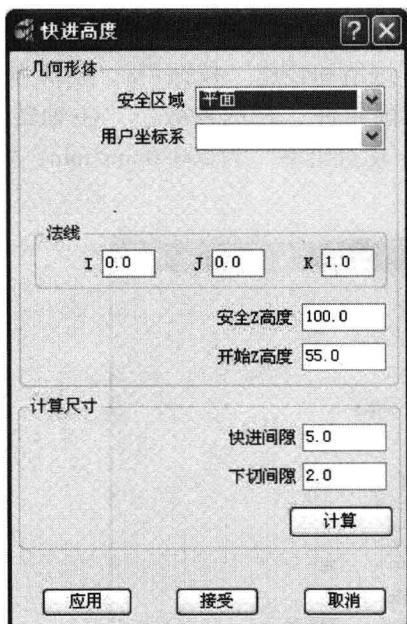 快进高度
几何形体
安全区域 平面
用户坐标系
法线
I 0.0 J 0.0 K 1.0
安全Z高度 100.0
开始Z高度 55.0
计算尺寸
快进间隙 5.0
下切间隙 2.0
计算
应用 接受 取消